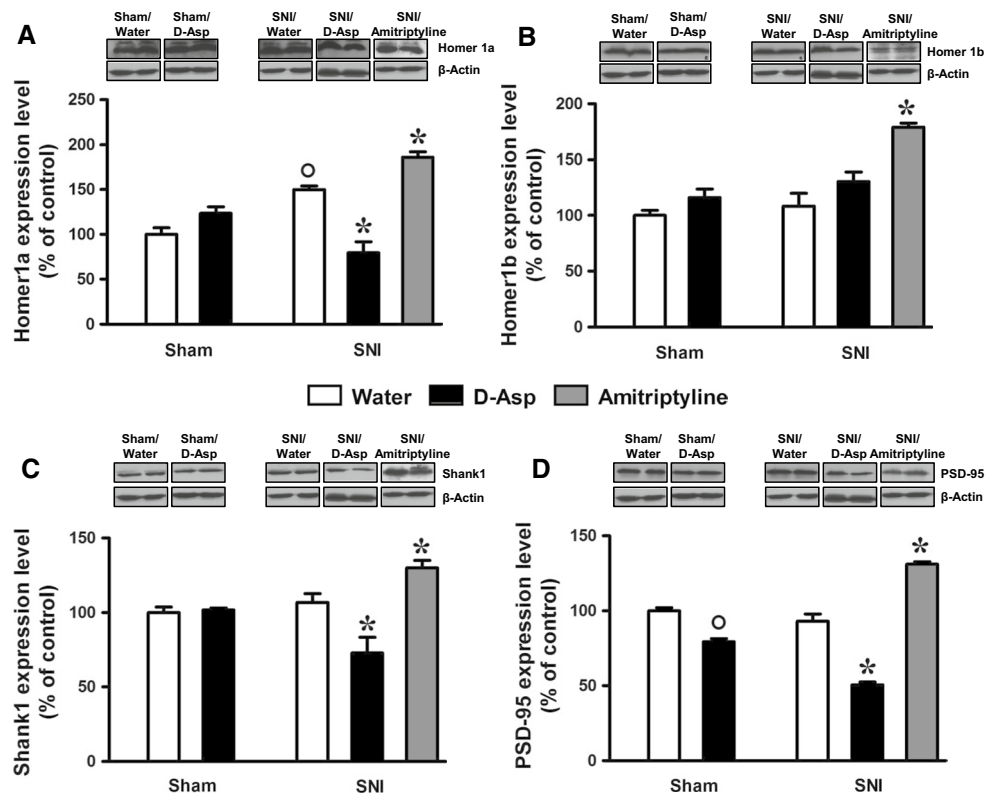 A
Sham/ Water
Sham/ D-Asp
SNI/ Water
SNI/ D-Asp
SNI/ Amitriptyline
Homer 1a
β-Actin
Homer1a expression level
(% of control)
250
200
150
100
50
0
Sham
SNI
*
*
B
Sham/ Water
Sham/ D-Asp
SNI/ Water
SNI/ D-Asp
SNI/ Amitriptyline
Homer 1b
β-Actin
Homer1b expression level
(% of control)
200
150
100
50
0
Sham
SNI
*
Water
D-Asp
Amitriptyline
C
Sham/ Water
Sham/ D-Asp
SNI/ Water
SNI/ D-Asp
SNI/ Amitriptyline
Shank1
β-Actin
Shank1 expression level
(% of control)
150
100
50
0
Sham
SNI
*
*
D
Sham/ Water
Sham/ D-Asp
SNI/ Water
SNI/ D-Asp
SNI/ Amitriptyline
PSD-95
β-Actin
PSD-95 expression level
(% of control)
150
100
50
0
Sham
SNI
*
*